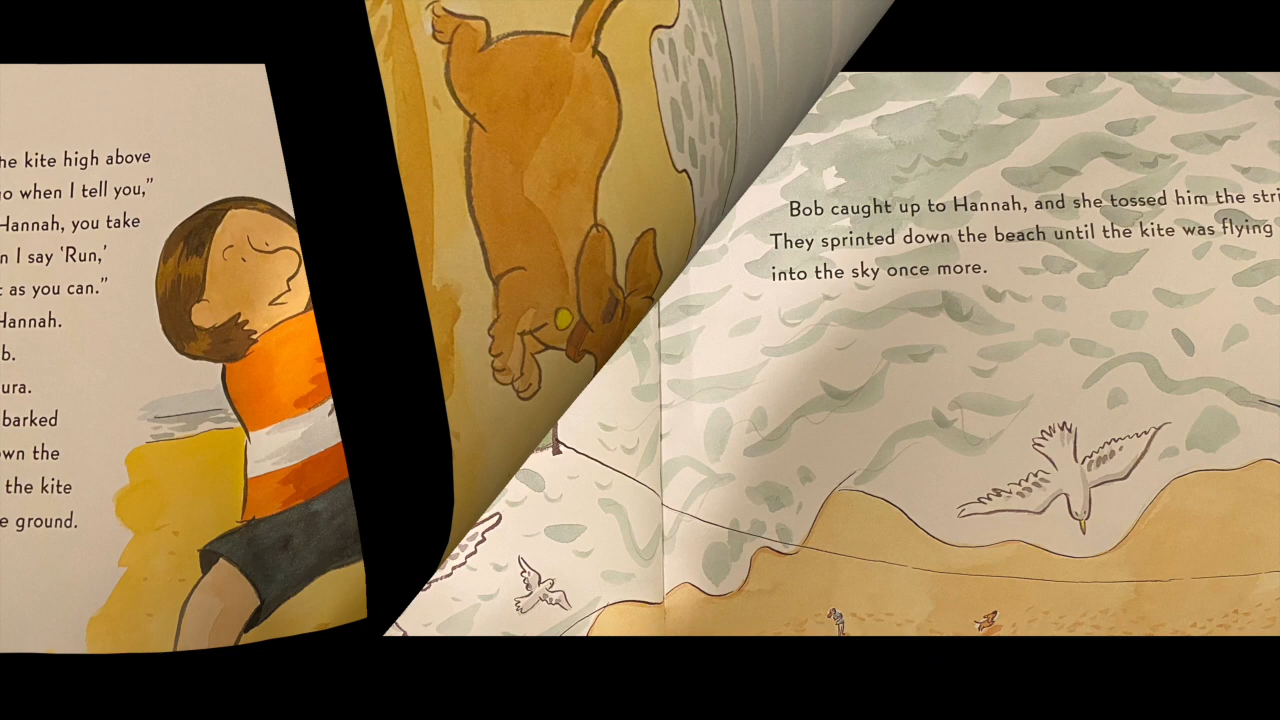 he kite high above
go when I tell you,”
Hannah, you take
n I say ‘Run,’
t as you can.”
Hannah.
b.
ura.
barked
wn the
the kite
e ground.
Bob caught up to Hannah, and she tossed him the stri
They sprinted down the beach until the kite was flying
into the sky once more.